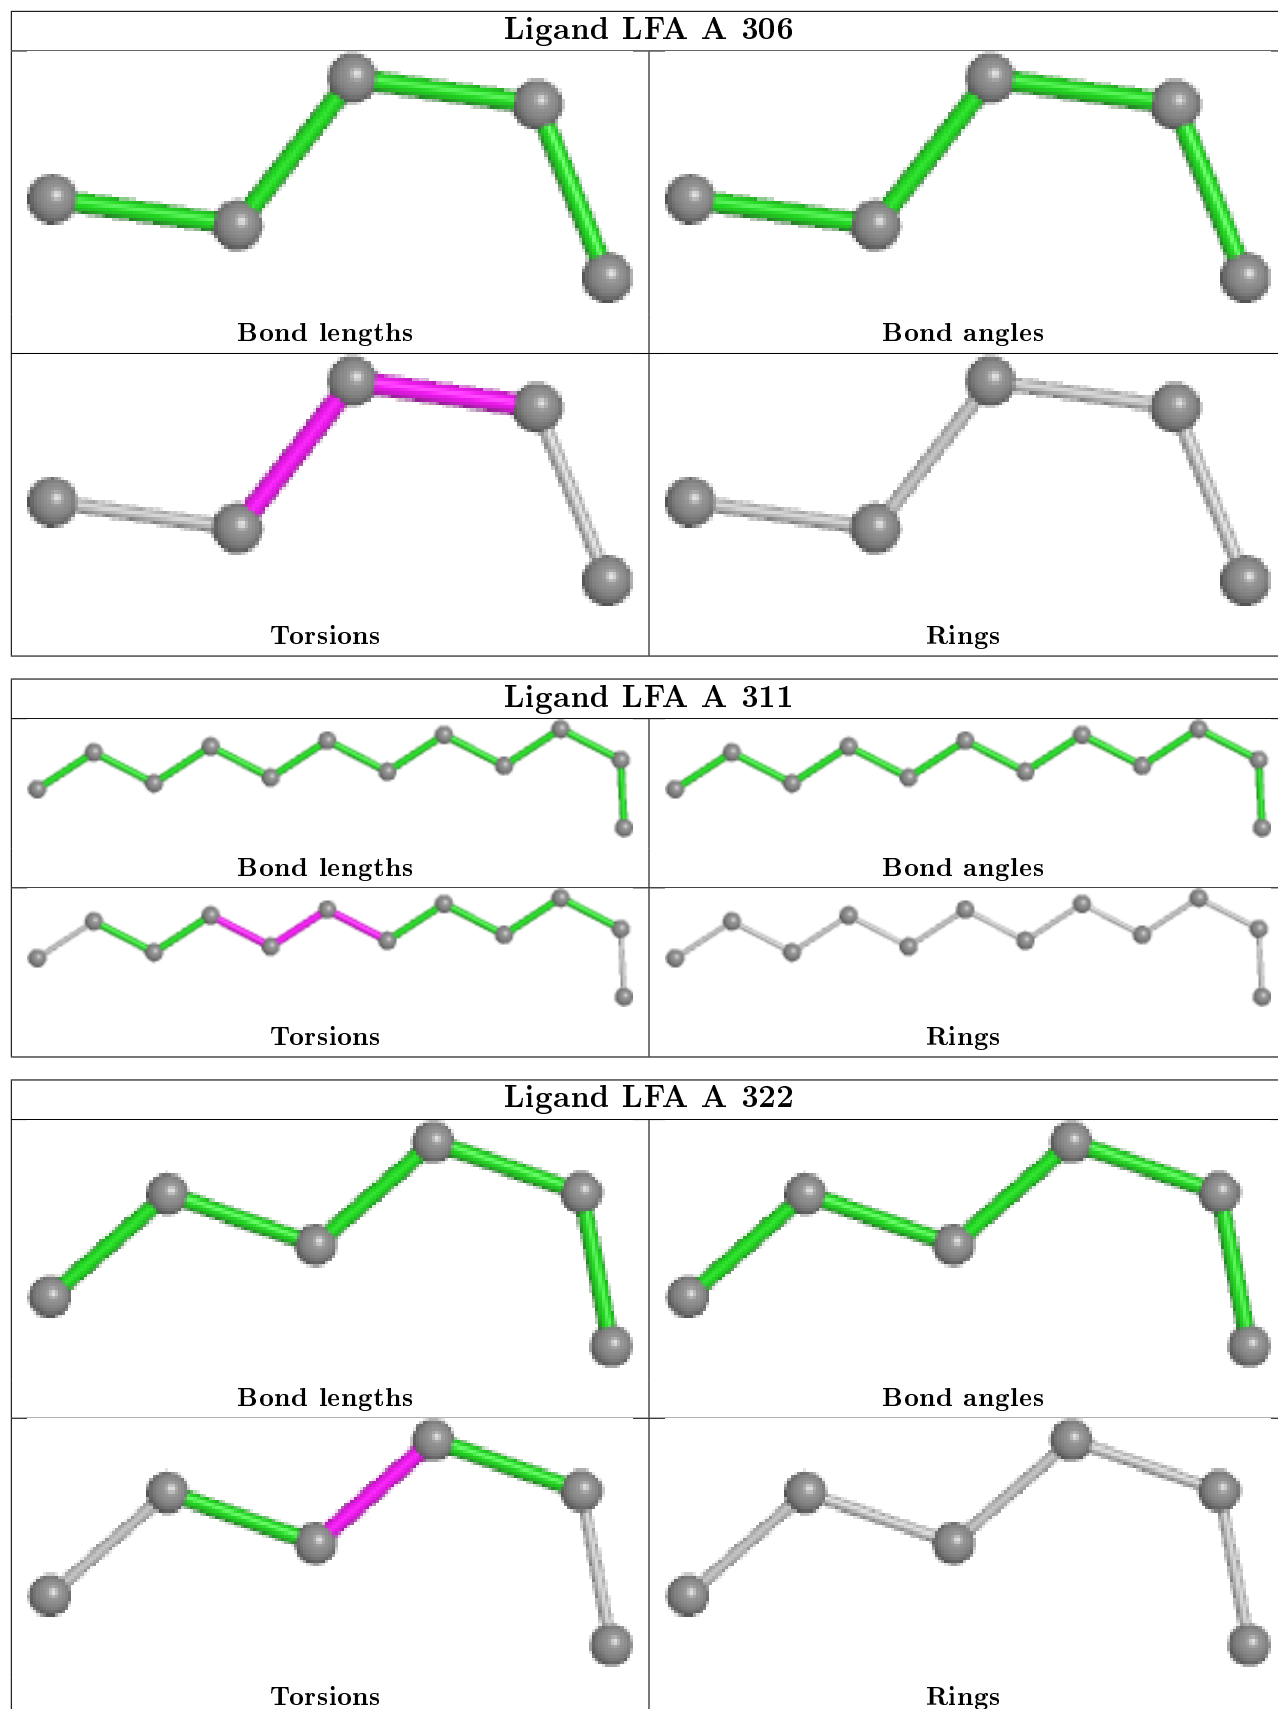 Ligand LFA A 306
Bond lengths
Bond angles
Torsions
Rings
Ligand LFA A 311
Bond lengths
Bond angles
Torsions
Rings
Ligand LFA A 322
Bond lengths
Bond angles
Torsions
Rings